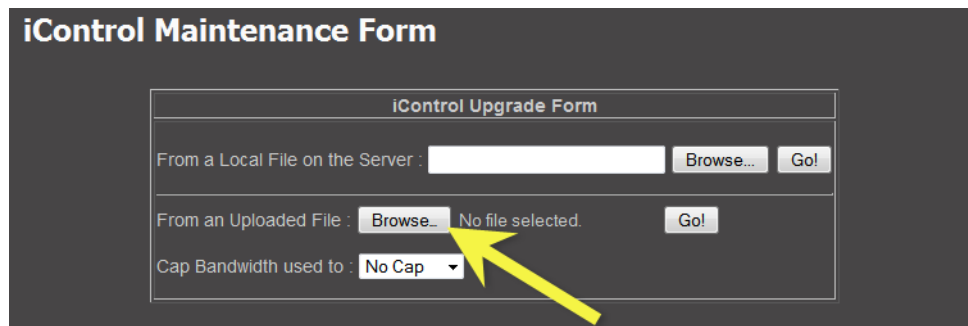 iControl Maintenance Form
iControl Upgrade Form
From a Local File on the Server : Browse... Go!
From an Uploaded File : Browse... No file selected. Go!
Cap Bandwidth used to : No Cap